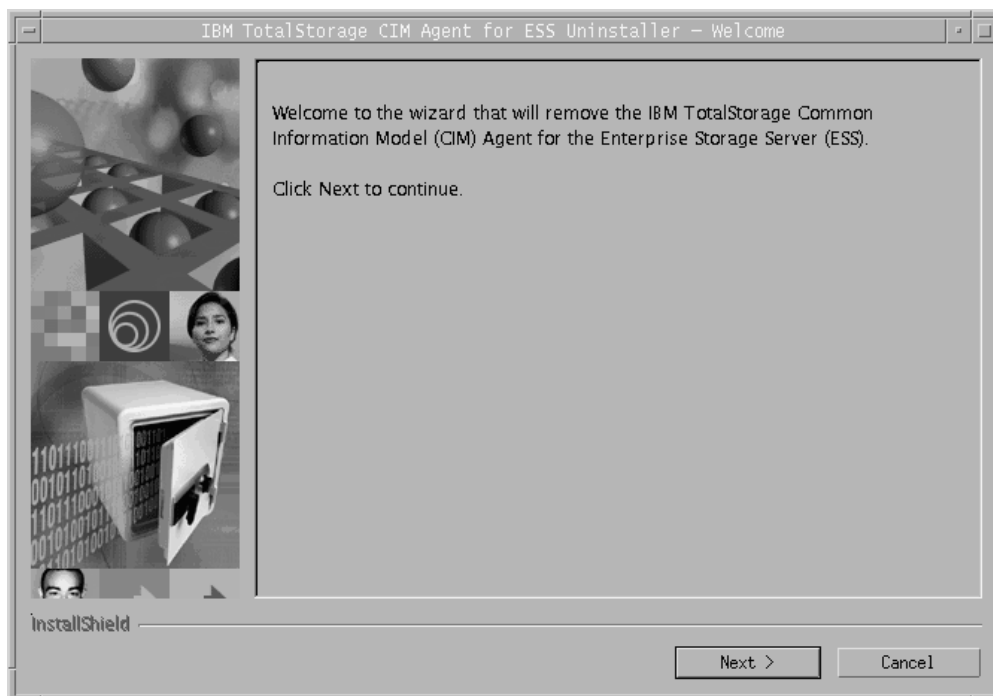 IBM TotalStorage CIM Agent for ESS Uninstaller — Welcome
Welcome to the wizard that will remove the IBM TotalStorage Common
Information Model (CIM) Agent for the Enterprise Storage Server (ESS).
Click Next to continue.
InstallShield
Next >
Cancel